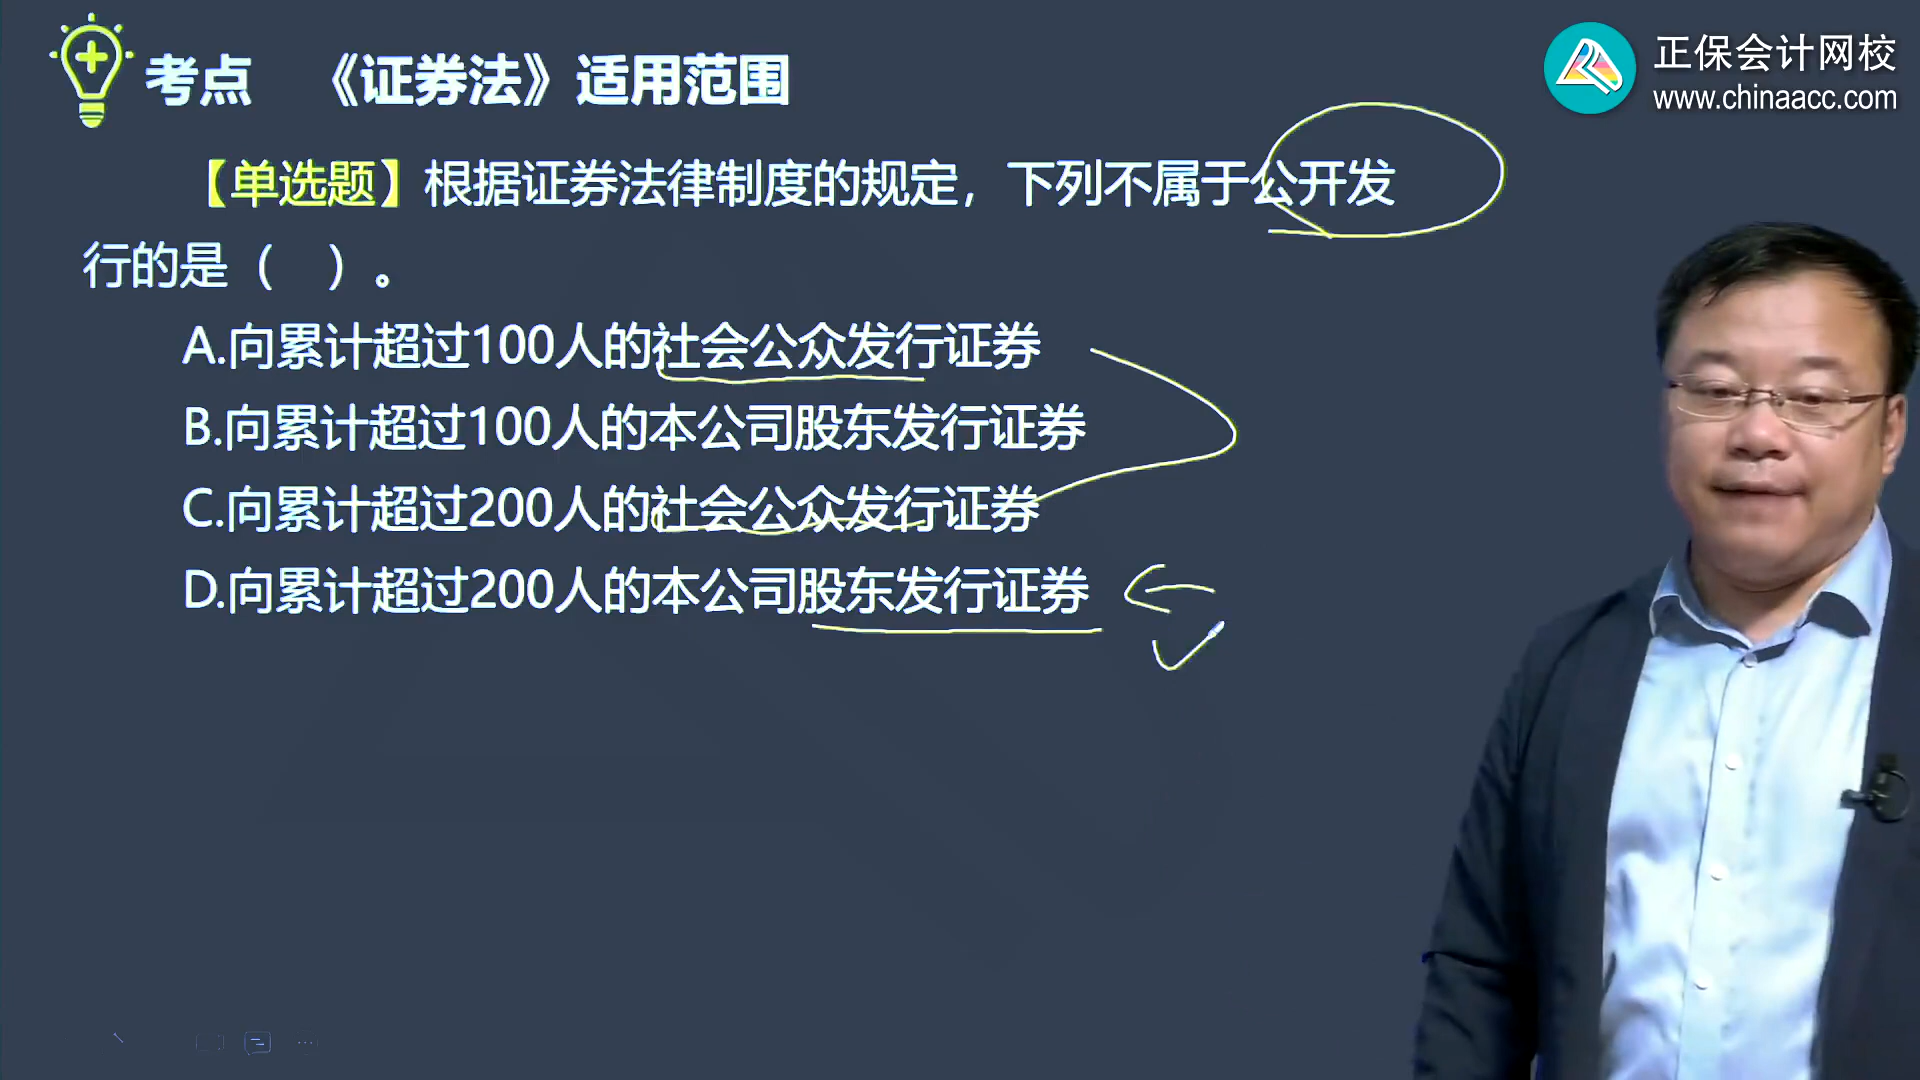 考点 《证券法》适用范围
正保会计网校
www.chinaacc.com
【单选题】根据证券法律制度的规定，下列不属于公开发
行的是（ ）。
A.向累计超过100人的社会公众发行证券
B.向累计超过100人的本公司股东发行证券
C.向累计超过200人的社会公众发行证券
D.向累计超过200人的本公司股东发行证券